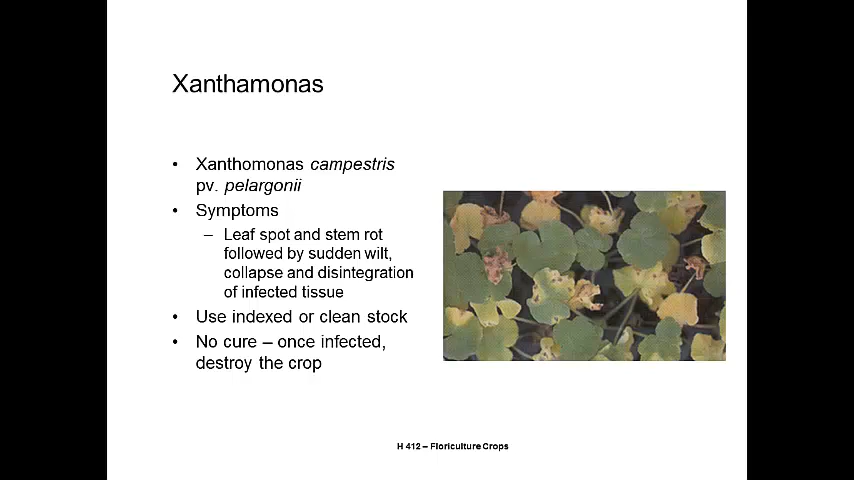 Xanthamonas
• Xanthomonas campestris
pv. pelargonii
• Symptoms
– Leaf spot and stem rot
followed by sudden wilt,
collapse and disintegration
of infected tissue
• Use indexed or clean stock
• No cure – once infected,
destroy the crop
H 412 – Floriculture Crops